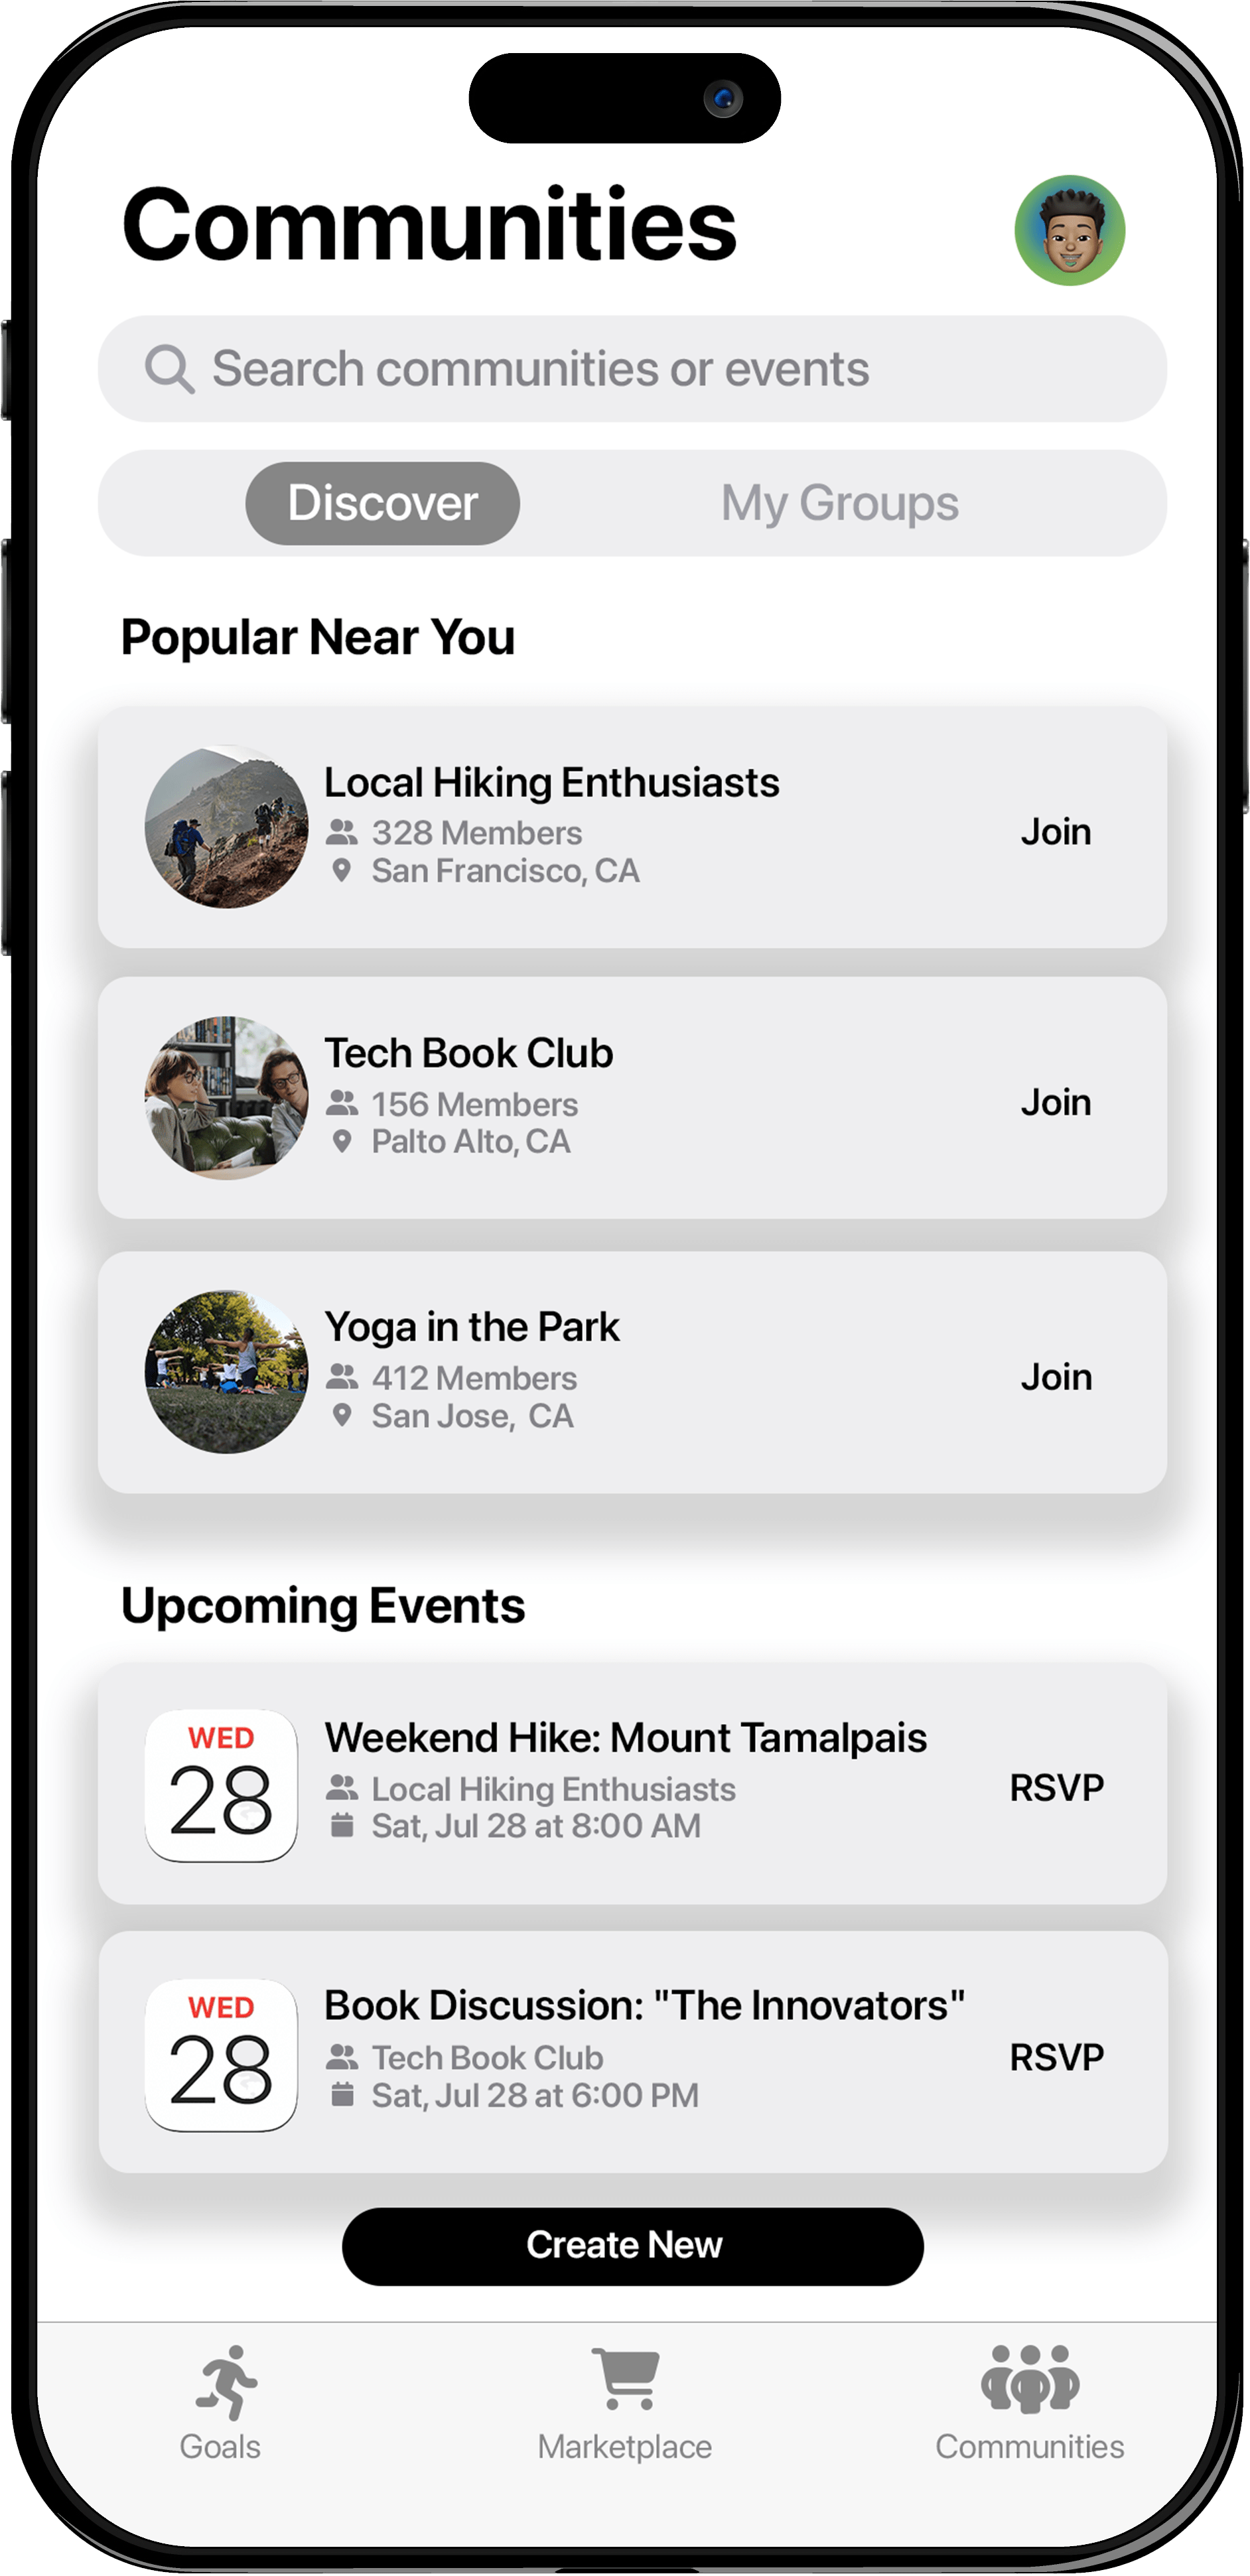 Communities
Search communities or events
Discover
My Groups
Popular Near You
Local Hiking Enthusiasts
328 Members
San Francisco, CA
Join
Tech Book Club
156 Members
Palto Alto, CA
Join
Yoga in the Park
412 Members
San Jose,  CA
Join
Upcoming Events
WED
28
Weekend Hike: Mount Tamalpais
Local Hiking Enthusiasts
Sat, Jul 28 at 8:00 AM
RSVP
WED
28
Book Discussion: "The Innovators"
Tech Book Club
Sat, Jul 28 at 6:00 PM
RSVP
Create New
Goals
Marketplace
Communities